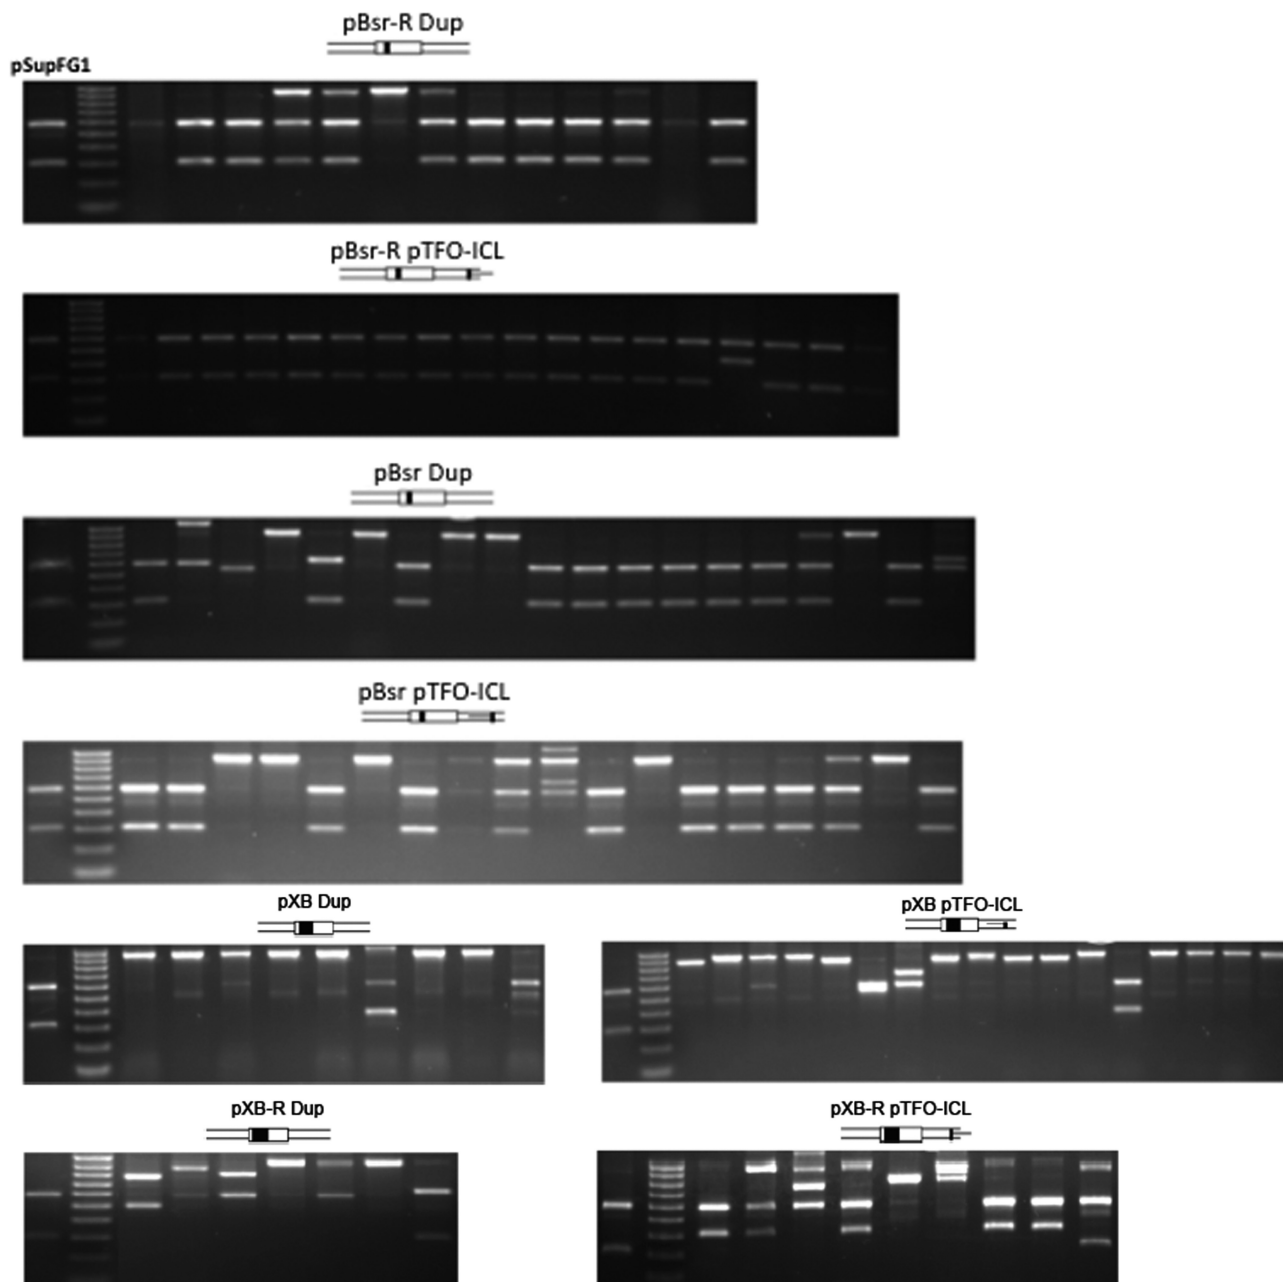 pBsr-R Dup
pSupFG1
pBsr-R pTFO-ICL
pBsr Dup
pBsr pTFO-ICL
pXB Dup
pXB pTFO-ICL
pXB-R Dup
pXB-R pTFO-ICL